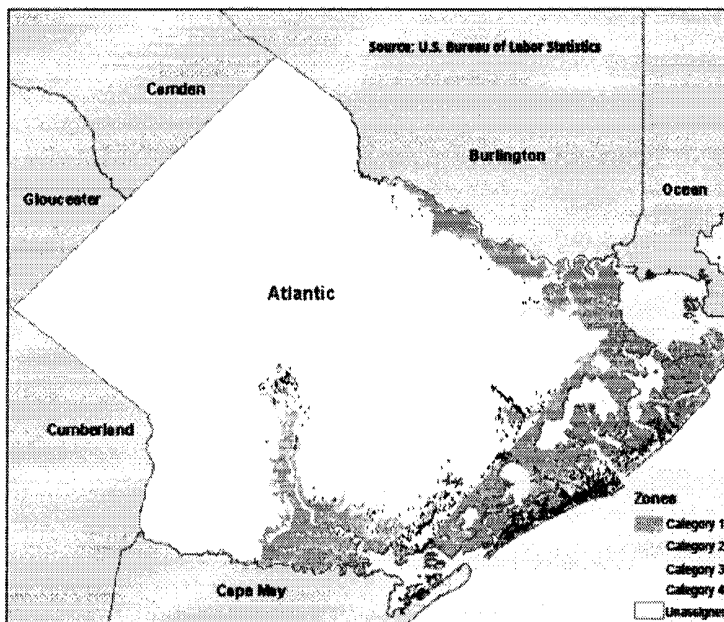 Source: U.S. Bureau of Labor Statistics
Camden
Burlington
Gloucester
Ocean
Atlantic
Cumberland
Zones
Category 1
Category 2
Category 3
Category 4
Cape May
Unassigne